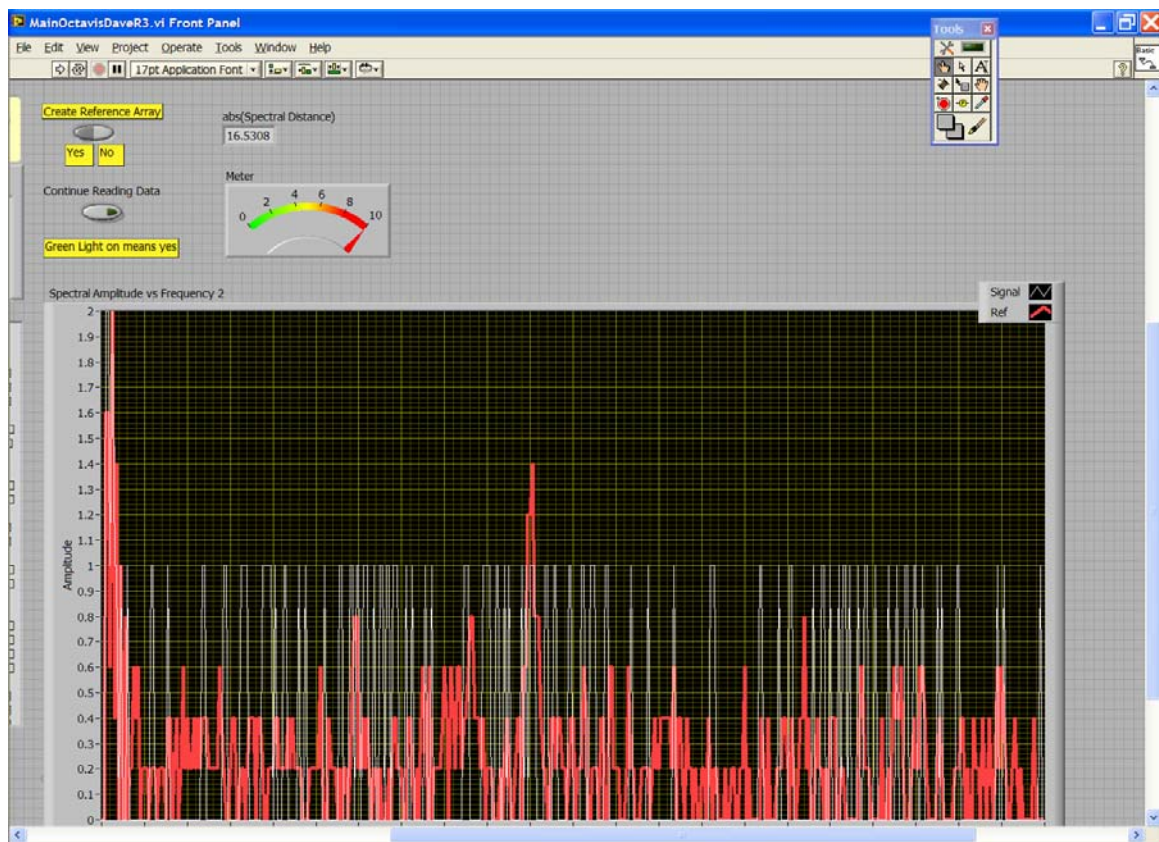 MainOctavisDaveR3.vi Front Panel
File Edit View Project Operate Tools Window Help
17pt Application Font
Tools
Create Reference Array
Yes No
abs(Spectral Distance)
16.5308
Continue Reading Data
Green Light on means yes
Meter
0 2 4 6 8 10
Spectral Amplitude vs Frequency 2
Signal
Ref
Amplitude
2
1.9
1.8
1.7
1.6
1.5
1.4
1.3
1.2
1.1
1
0.9
0.8
0.7
0.6
0.5
0.4
0.3
0.2
0.1
0